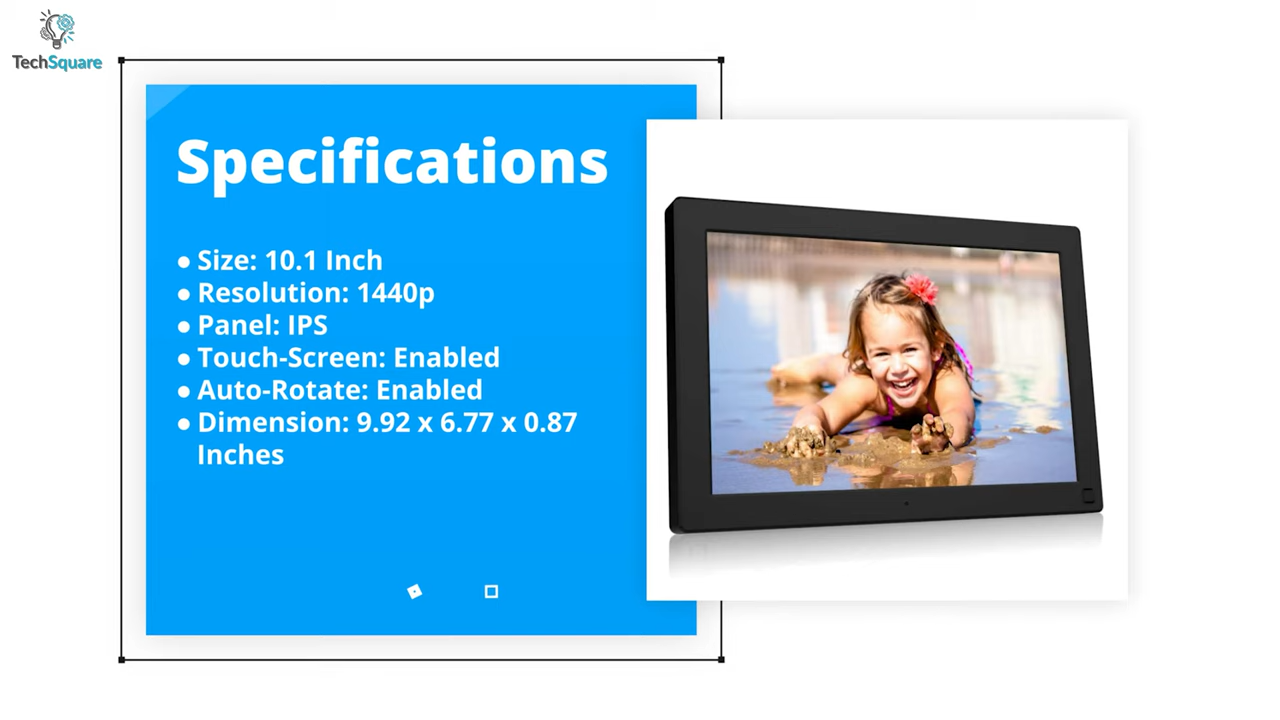 TechSquare
Specifications
● Size: 10.1 Inch
● Resolution: 1440p
● Panel: IPS
● Touch-Screen: Enabled
● Auto-Rotate: Enabled
● Dimension: 9.92 x 6.77 x 0.87
Inches